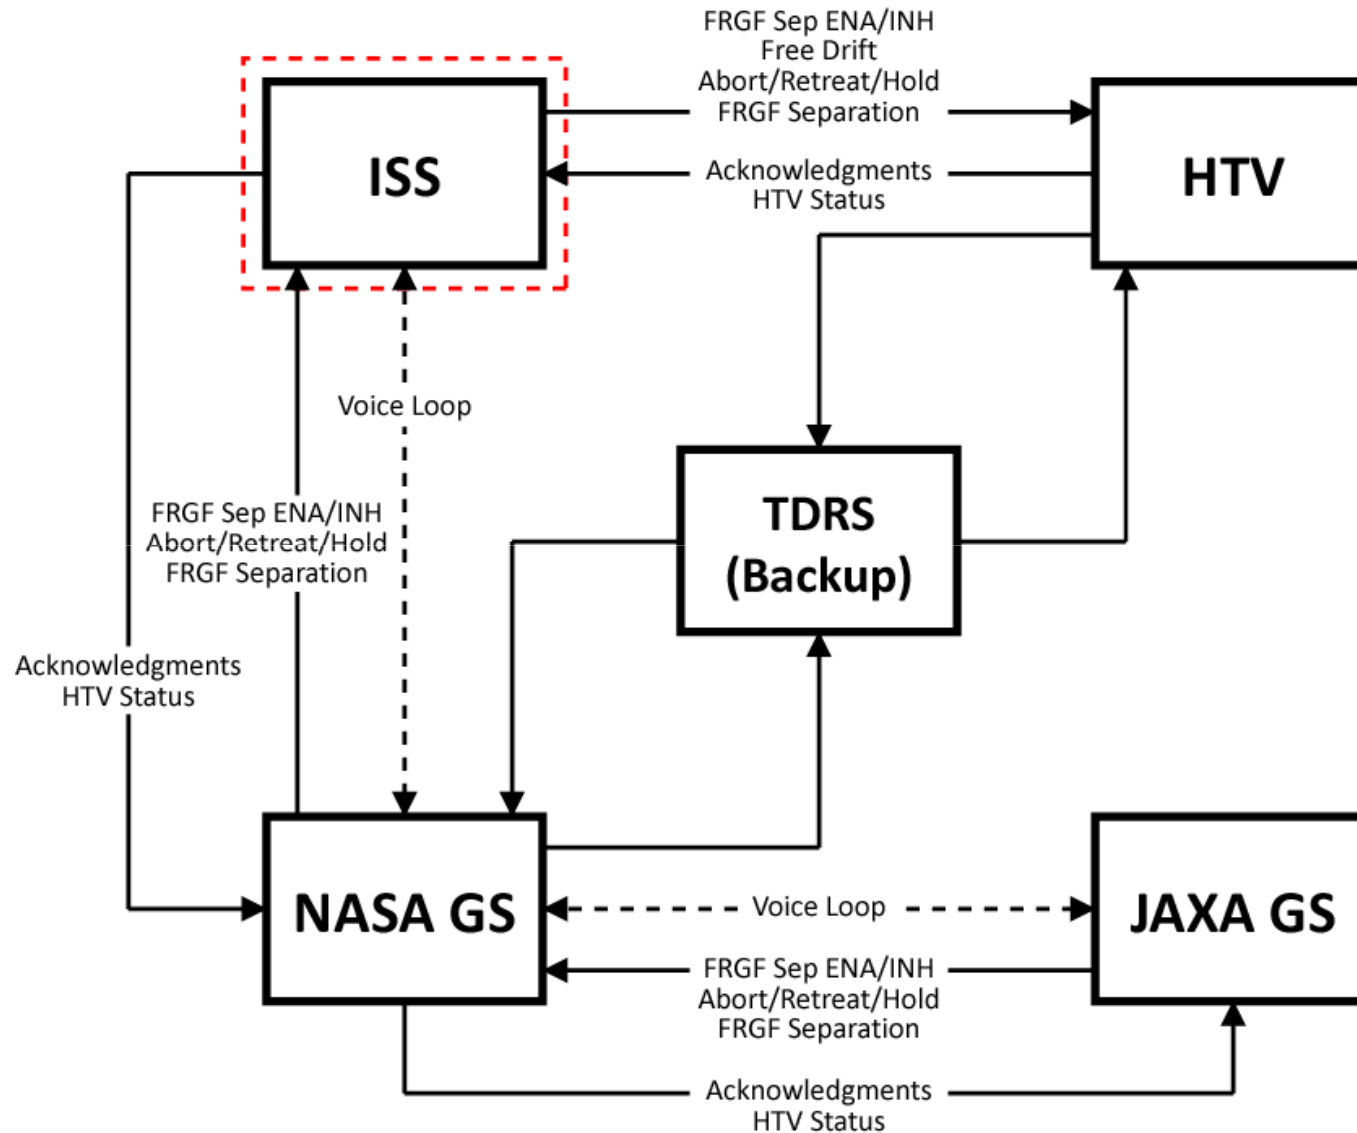 FRGF Sep ENA/INH
Free Drift
Abort/Retreat/Hold
FRGF Separation
ISS
HTV
Acknowledgments
HTV Status
Voice Loop
TDRS
(Backup)
FRGF Sep ENA/INH
Abort/Retreat/Hold
FRGF Separation
Acknowledgments
HTV Status
NASA GS
Voice Loop
JAXA GS
FRGF Sep ENA/INH
Abort/Retreat/Hold
FRGF Separation
Acknowledgments
HTV Status